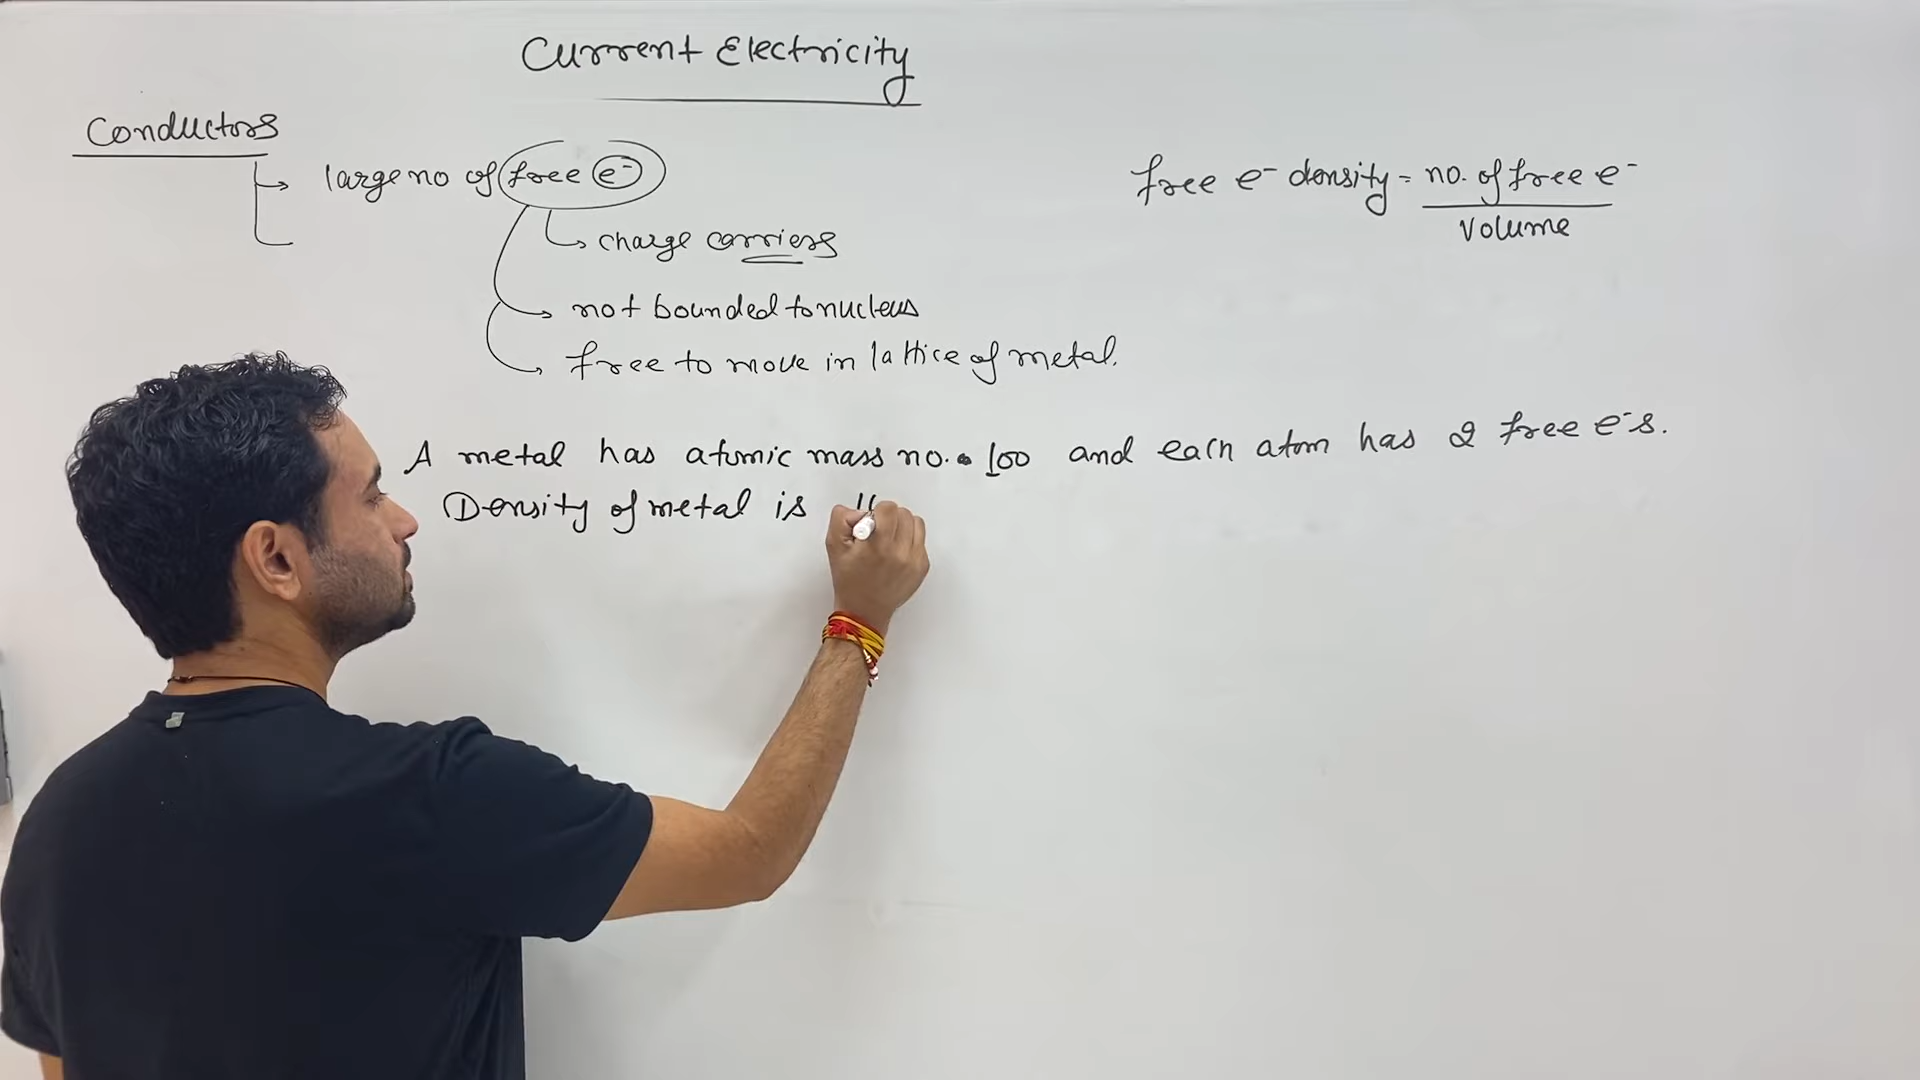 Current Electricity
Conductors
large no of free e⁻
charge carriers
not bounded to nucleus
free to move in lattice of metal.
free e⁻ density = no. of free e⁻
volume
A metal has atomic mass no. 100 and each atom has 2 free e⁻s.
Density of metal is